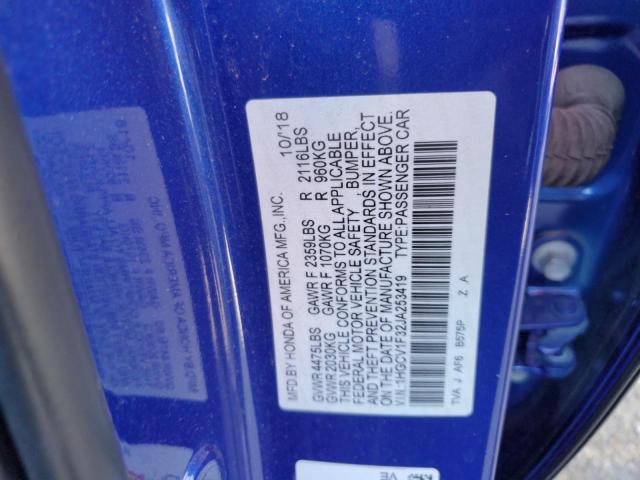 MFD.BY HONDA OF AMERICA MFG.,INC. 10/18
GVWR 4475LBS GAWR F 2359LBS R 2116LBS
GVWR 2030KG GAWR F 1070KG R 960KG
THIS VEHICLE CONFORMS TO ALL APPLICABLE
FEDERAL MOTOR VEHICLE SAFETY , BUMPER,
AND THEFT PREVENTION STANDARDS IN EFFECT
ON THE DATE OF MANUFACTURE SHOWN ABOVE.
V.I.N.:1HGCV1F32JA253419 TYPE:PASSENGER CAR
TVA J AF6 B575P Z A